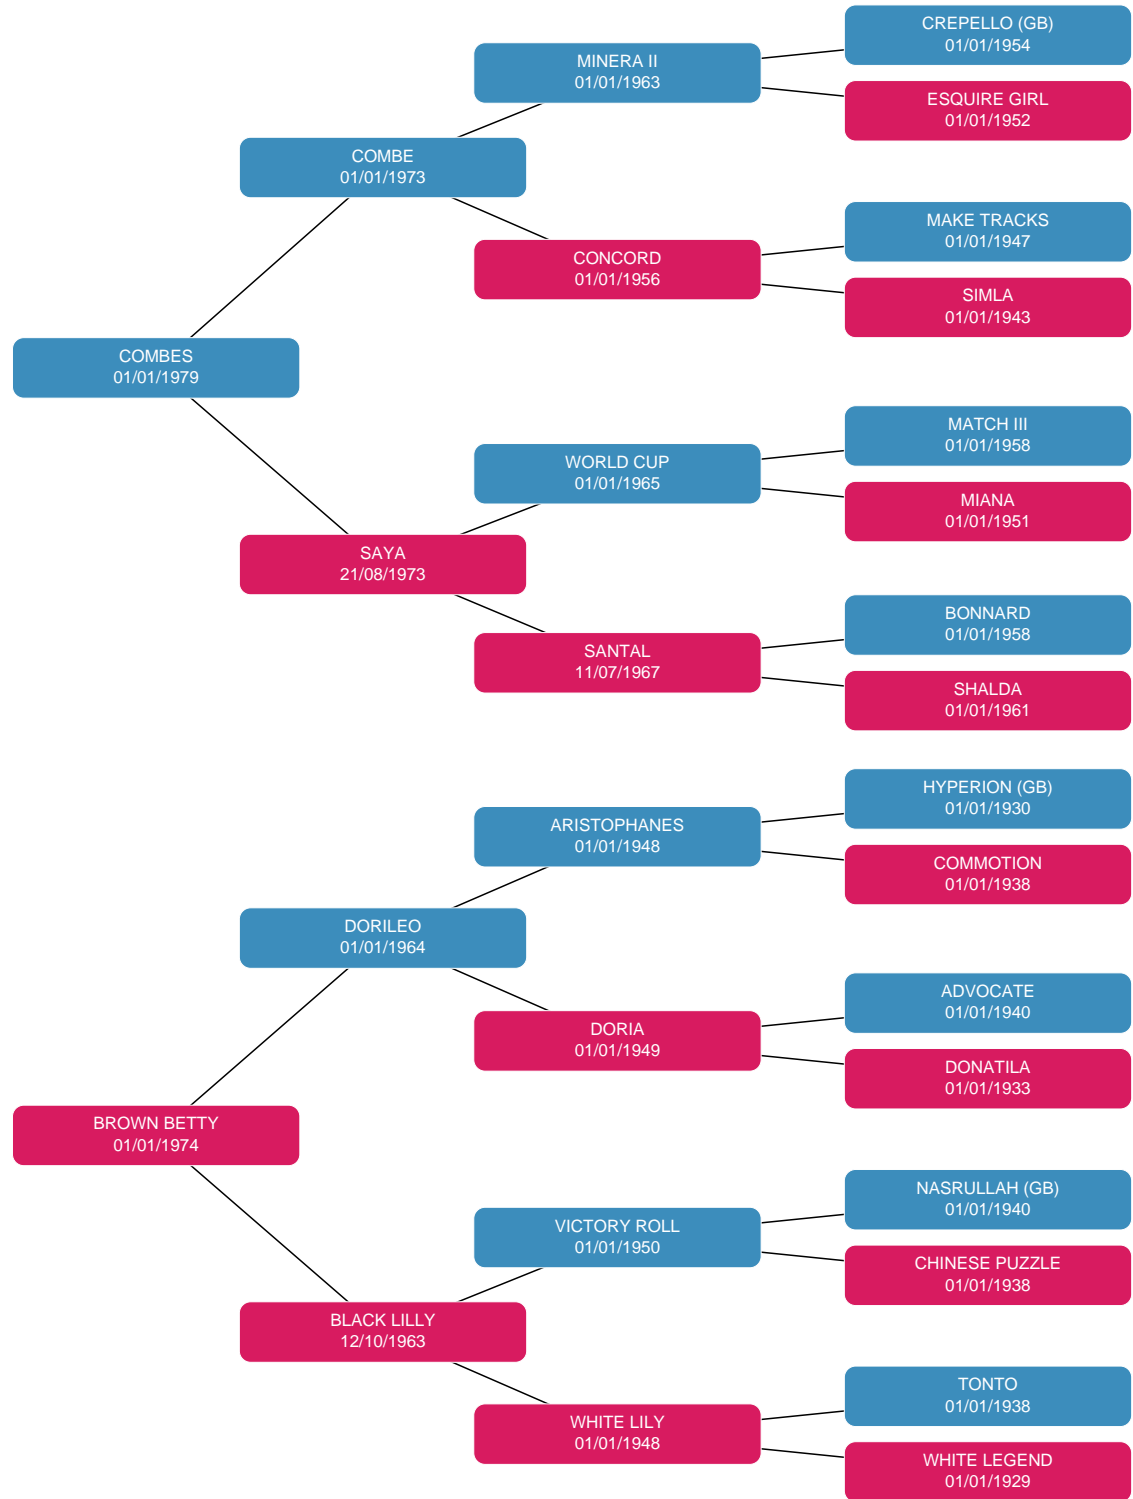 CREPELLO (GB)
01/01/1954
MINERA II
01/01/1963
ESQUIRE GIRL
01/01/1952
COMBE
01/01/1973
MAKE TRACKS
01/01/1947
CONCORD
01/01/1956
SIMLA
01/01/1943
COMBES
01/01/1979
MATCH III
01/01/1958
WORLD CUP
01/01/1965
MIANA
01/01/1951
SAYA
21/08/1973
BONNARD
01/01/1958
SANTAL
11/07/1967
SHALDA
01/01/1961
HYPERION (GB)
01/01/1930
ARISTOPHANES
01/01/1948
COMMOTION
01/01/1938
DORILEO
01/01/1964
ADVOCATE
01/01/1940
DORIA
01/01/1949
DONATILA
01/01/1933
BROWN BETTY
01/01/1974
NASRULLAH (GB)
01/01/1940
VICTORY ROLL
01/01/1950
CHINESE PUZZLE
01/01/1938
BLACK LILLY
12/10/1963
TONTO
01/01/1938
WHITE LILY
01/01/1948
WHITE LEGEND
01/01/1929